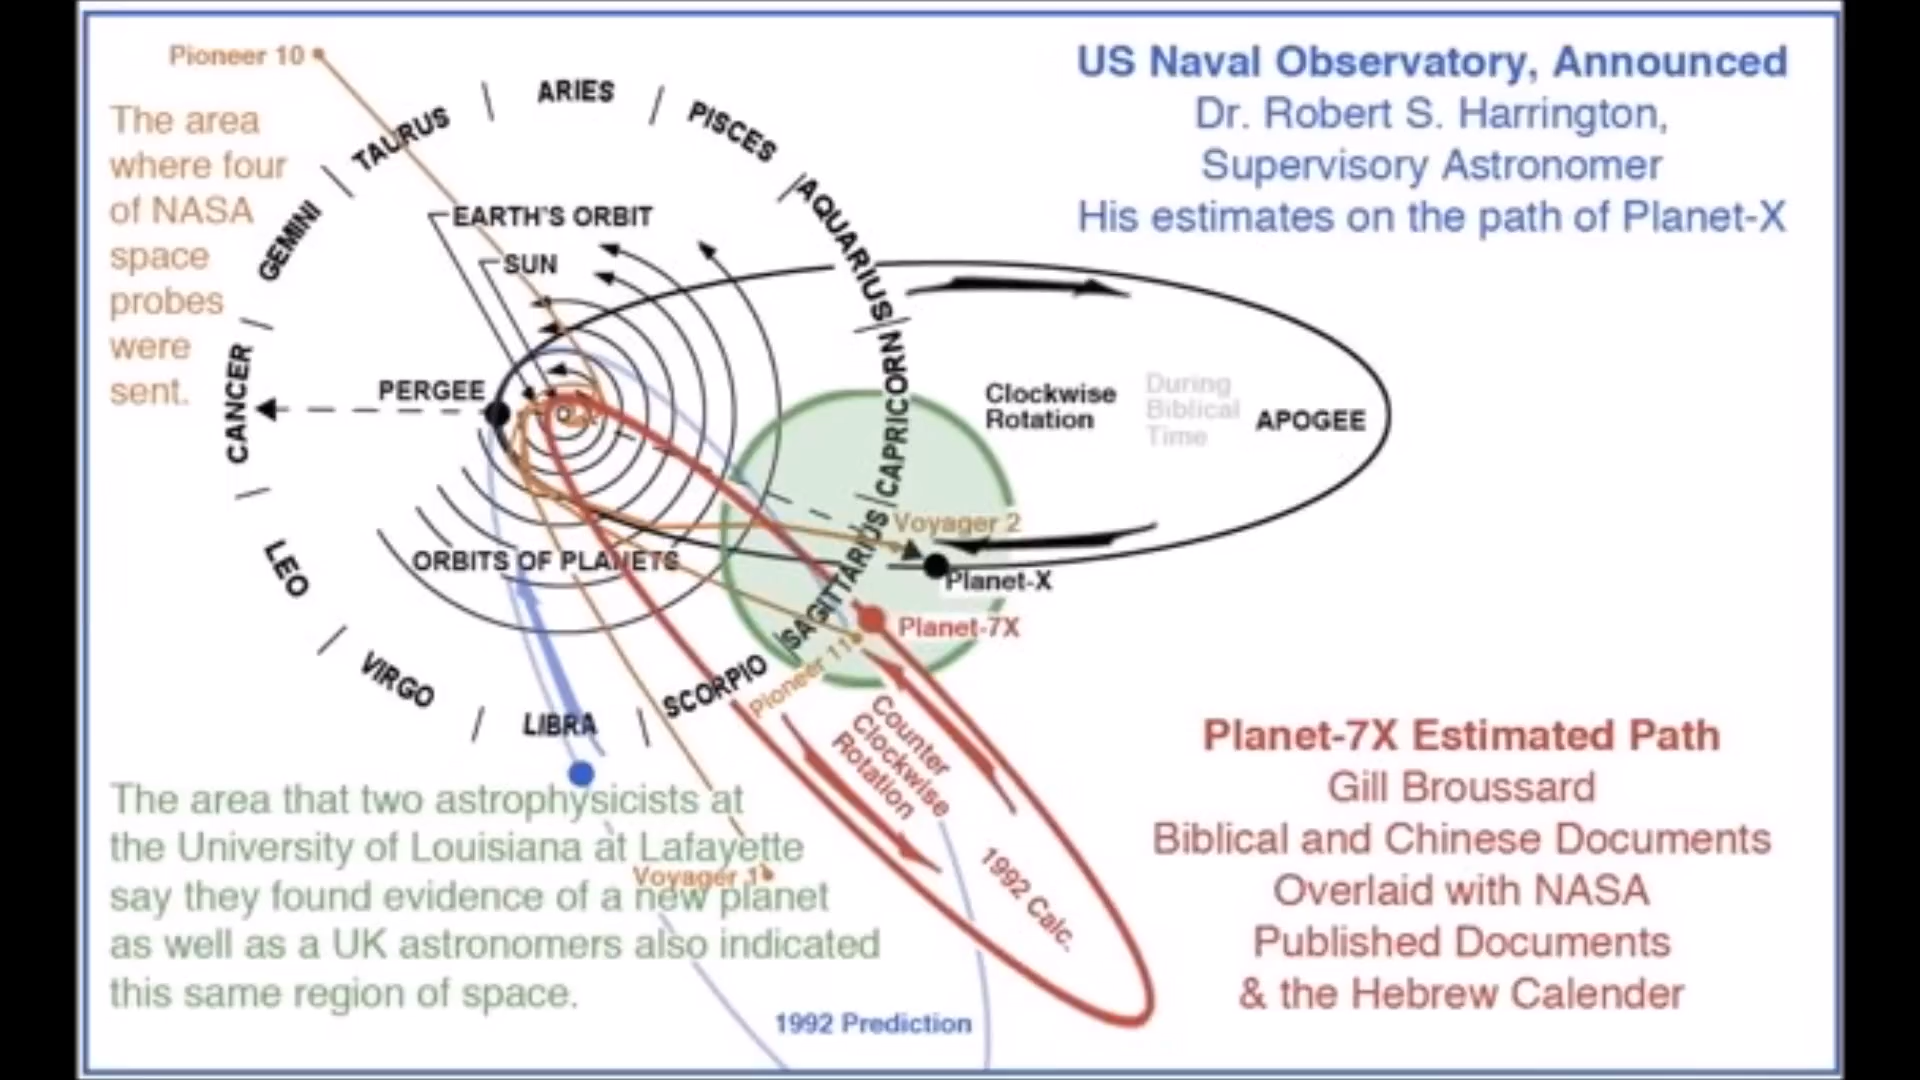 Pioneer 10
The area
where four
of NASA
space
probes
were
sent.
US Naval Observatory, Announced
Dr. Robert S. Harrington,
Supervisory Astronomer
His estimates on the path of Planet-X
ARIES
PISCES
AQUARIUS
CAPRICORN
SAGITTARIUS
SCORPIO
LIBRA
VIRGO
LEO
CANCER
GEMINI
TAURUS
EARTH'S ORBIT
SUN
PERGEE
ORBITS OF PLANETS
Clockwise
Rotation
During
Biblical
Time
APOGEE
Voyager 2
Planet-X
Planet-7X
Pioneer 11
Counter
Clockwise
Rotation
1992 Calc.
Voyager 1
The area that two astrophysicists at
the University of Louisiana at Lafayette
say they found evidence of a new planet
as well as a UK astronomers also indicated
this same region of space.
1992 Prediction
Planet-7X Estimated Path
Gill Broussard
Biblical and Chinese Documents
Overlaid with NASA
Published Documents
& the Hebrew Calender